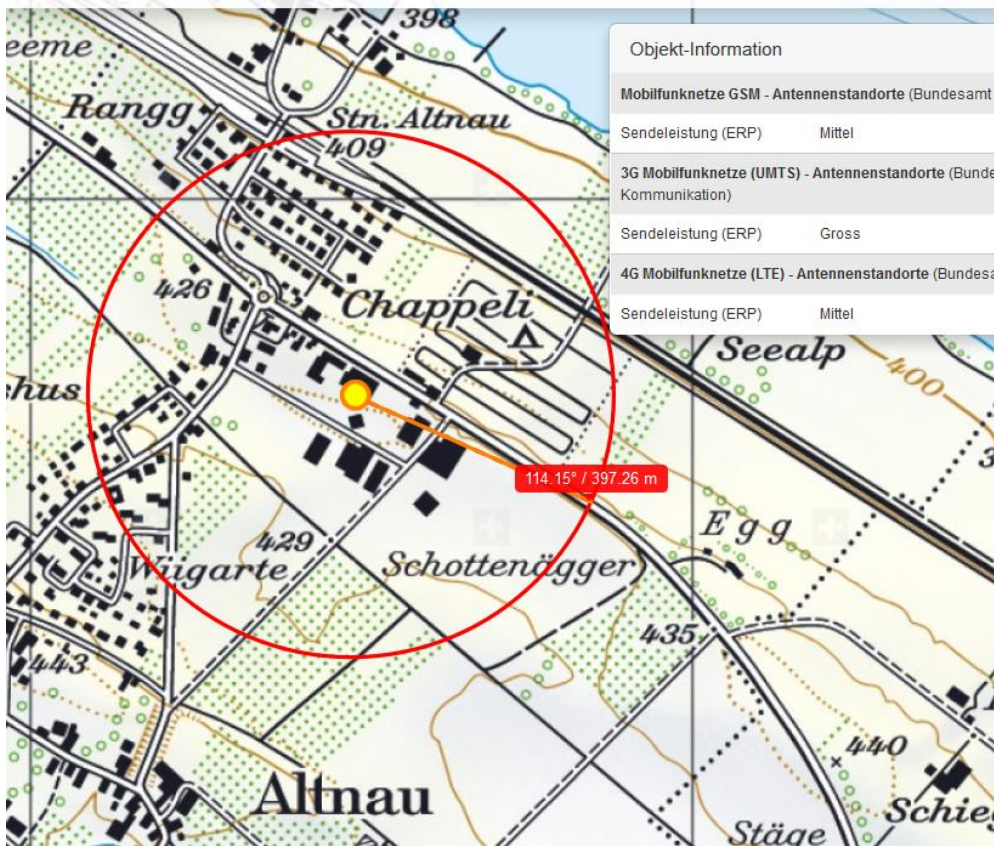 398
eeme
Objekt-Information
Mobilfunknetze GSM - Antennenstandorte (Bundesamt
Rangg
Stn. Altnau
Sendeleistung (ERP) Mittel
409
3G Mobilfunknetze (UMTS) - Antennenstandorte (Bunde
Kommunikation)
Sendeleistung (ERP) Gross
4G Mobilfunknetze (LTE) - Antennenstandorte (Bundesa
426
Chappeli
Sendeleistung (ERP) Mittel
Seealp
400
hus
114.15° / 397.26 m
Egg
429
Wiigarte
Schottenägger
435
443
440
Altnau
Schie
Stäge